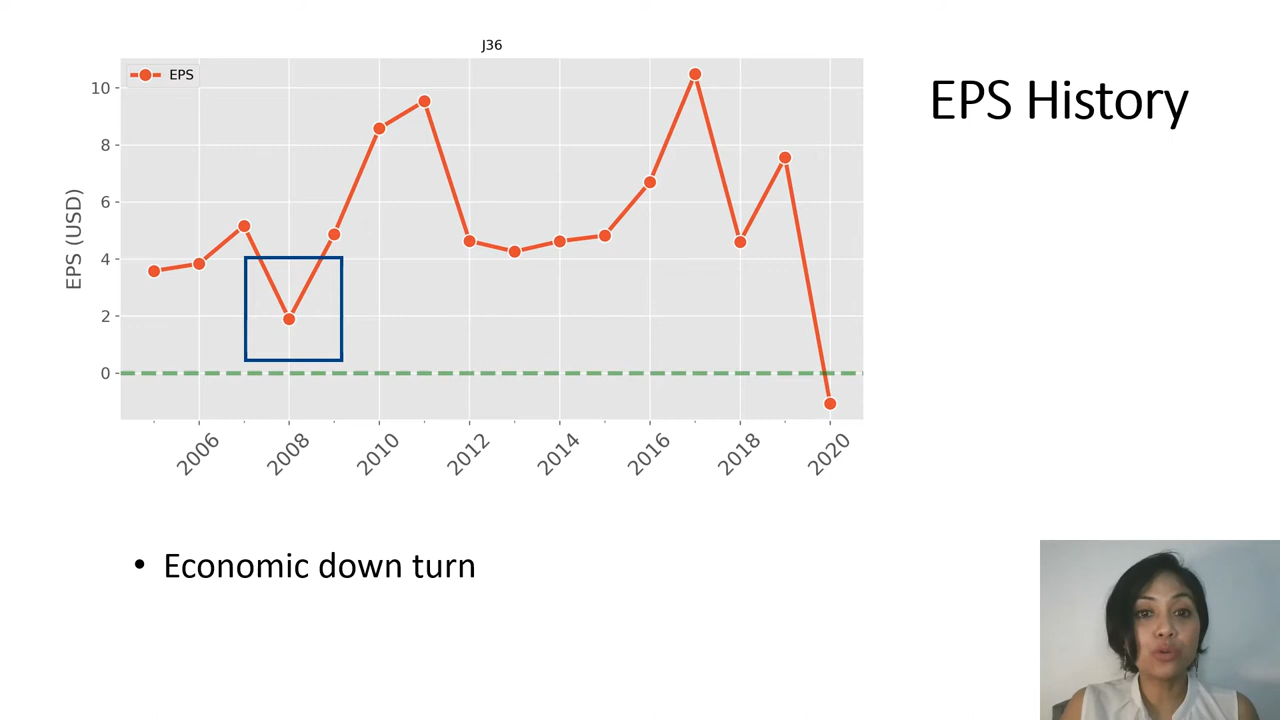 J36
EPS
EPS History
10
8
6
4
2
0
EPS (USD)
2006
2008
2010
2012
2014
2016
2018
2020
• Economic down turn